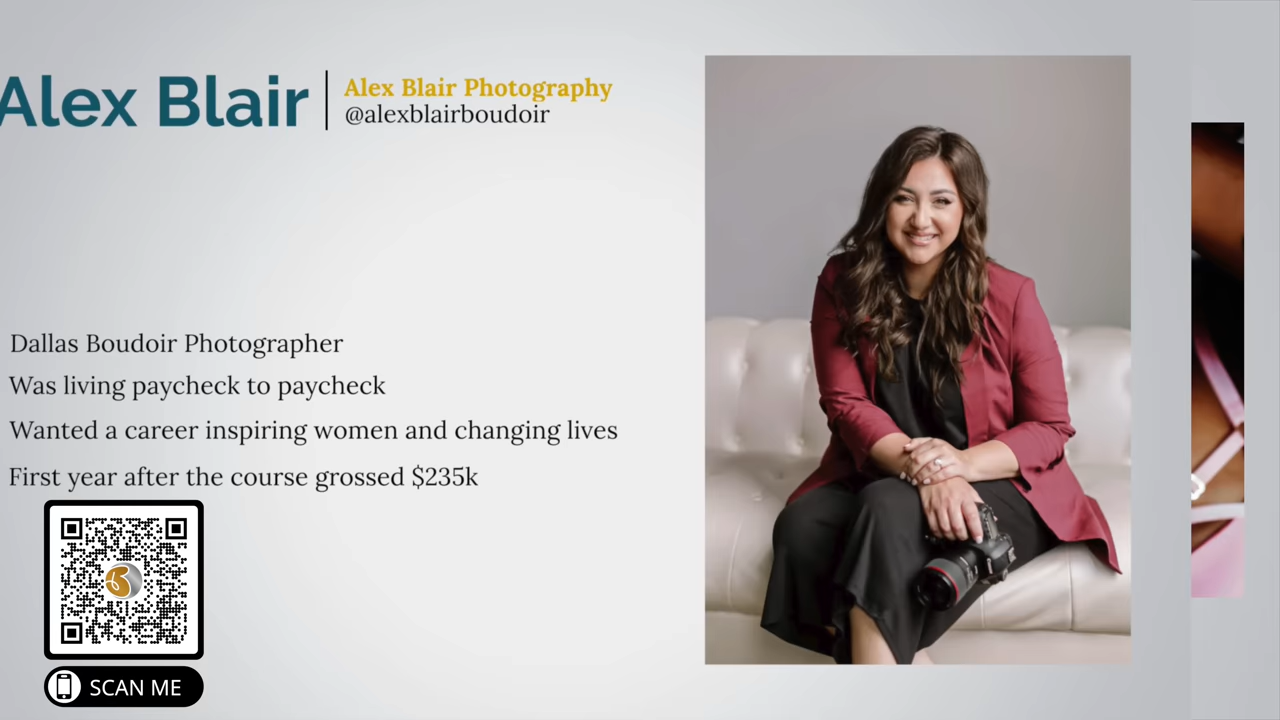 Alex Blair
Alex Blair Photography
@alexblairboudoir
Dallas Boudoir Photographer
Was living paycheck to paycheck
Wanted a career inspiring women and changing lives
First year after the course grossed $235k
SCAN ME